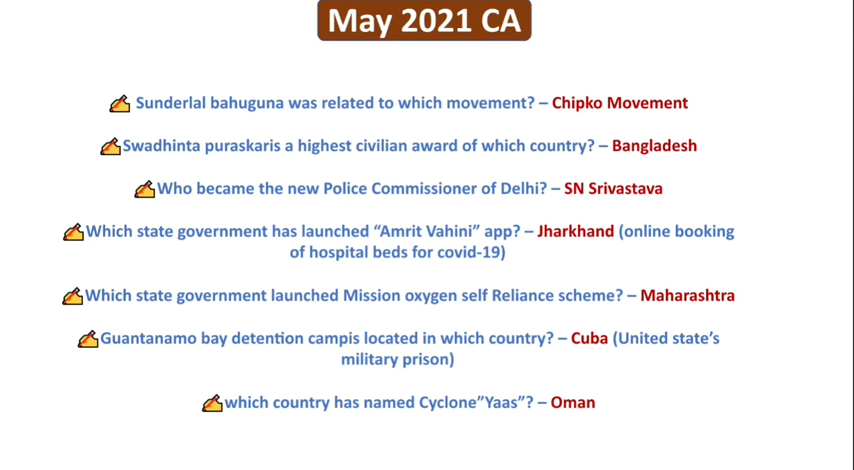 May 2021 CA
✍ Sunderlal bahuguna was related to which movement? – Chipko Movement
✍Swadhinta puraskaris a highest civilian award of which country? – Bangladesh
✍Who became the new Police Commissioner of Delhi? – SN Srivastava
✍Which state government has launched “Amrit Vahini” app? – Jharkhand (online booking
of hospital beds for covid-19)
✍Which state government launched Mission oxygen self Reliance scheme? – Maharashtra
✍Guantanamo bay detention campis located in which country? – Cuba (United state’s
military prison)
✍which country has named Cyclone”Yaas”? – Oman